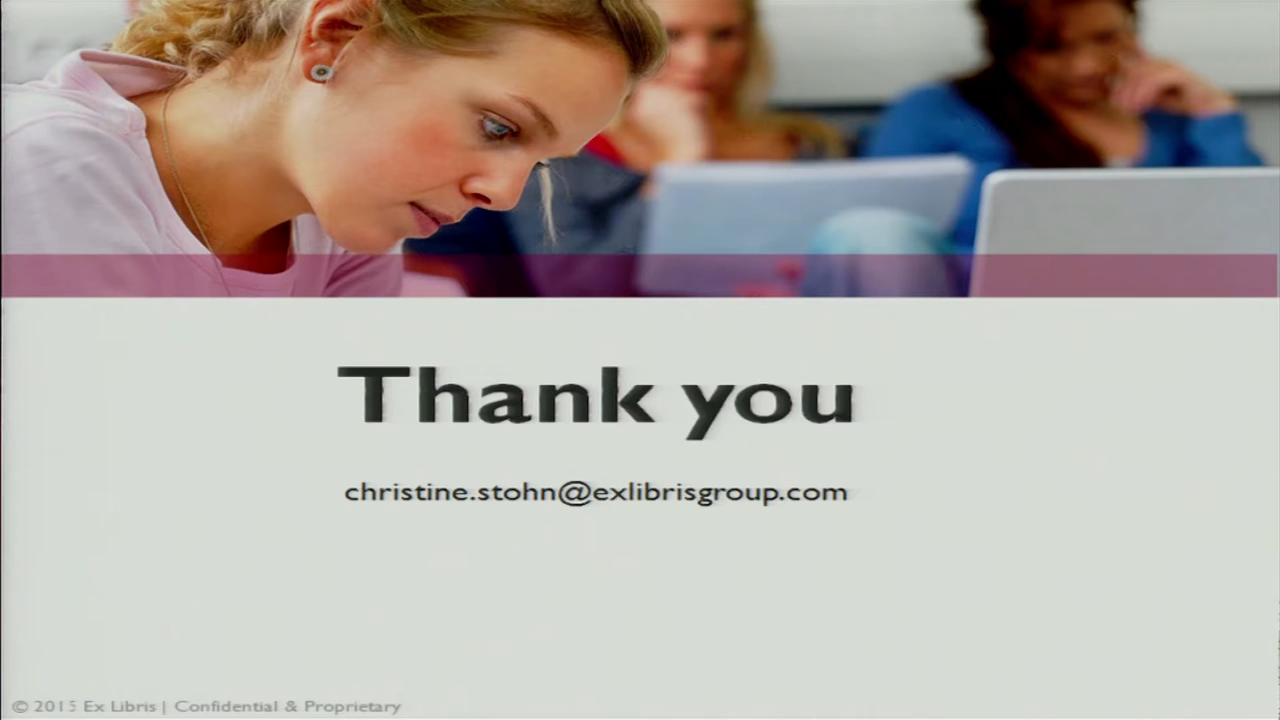 Thank you
christine.stohn@exlibrisgroup.com
© 2015 Ex Libris | Confidential & Proprietary